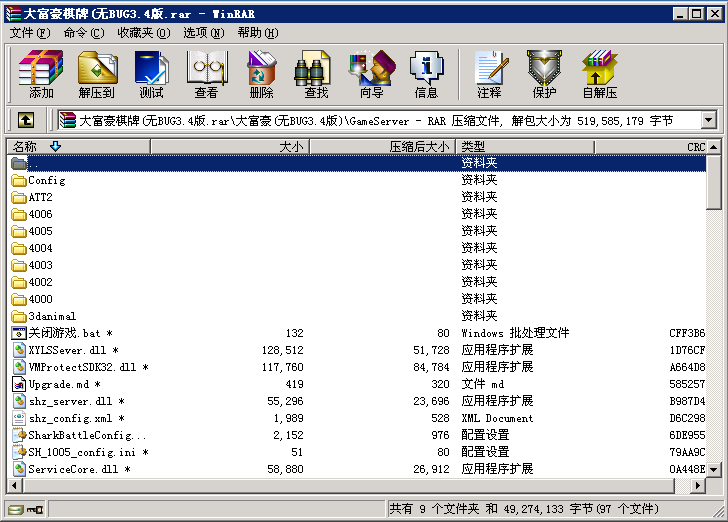 大富豪棋牌(无BUG3.4版.rar - WinRAR
文件(F) 命令(C) 收藏夹(O) 选项(N) 帮助(H)
添加 解压到 测试 查看 删除 查找 向导 信息 注释 保护 自解压
大富豪棋牌(无BUG3.4版.rar\大富豪(无BUG3.4版)\GameServer - RAR 压缩文件, 解包大小为 519,585,179 字节
名称 大小 压缩后大小 类型 CRC
.. 资料夹
Config 资料夹
ATT2 资料夹
4006 资料夹
4005 资料夹
4004 资料夹
4003 资料夹
4002 资料夹
4000 资料夹
3danimal 资料夹
关闭游戏.bat * 132 80 Windows 批处理文件 CFF3B6
XYLSSever.dll * 128,512 51,728 应用程序扩展 1D76CF
VMProtectSDK32.dll * 117,760 84,784 应用程序扩展 A664D8
Upgrade.md * 419 320 文件 md 585257
shz_server.dll * 55,296 23,696 应用程序扩展 B987D4
shz_config.xml * 1,989 528 XML Document D6C298
SharkBattleConfig... 2,152 976 配置设置 6DE955
SH_1005_config.ini * 51 80 配置设置 79AA9C
ServiceCore.dll * 58,880 26,912 应用程序扩展 0A448E
共有 9 个文件夹 和 49,274,133 字节(97 个文件)